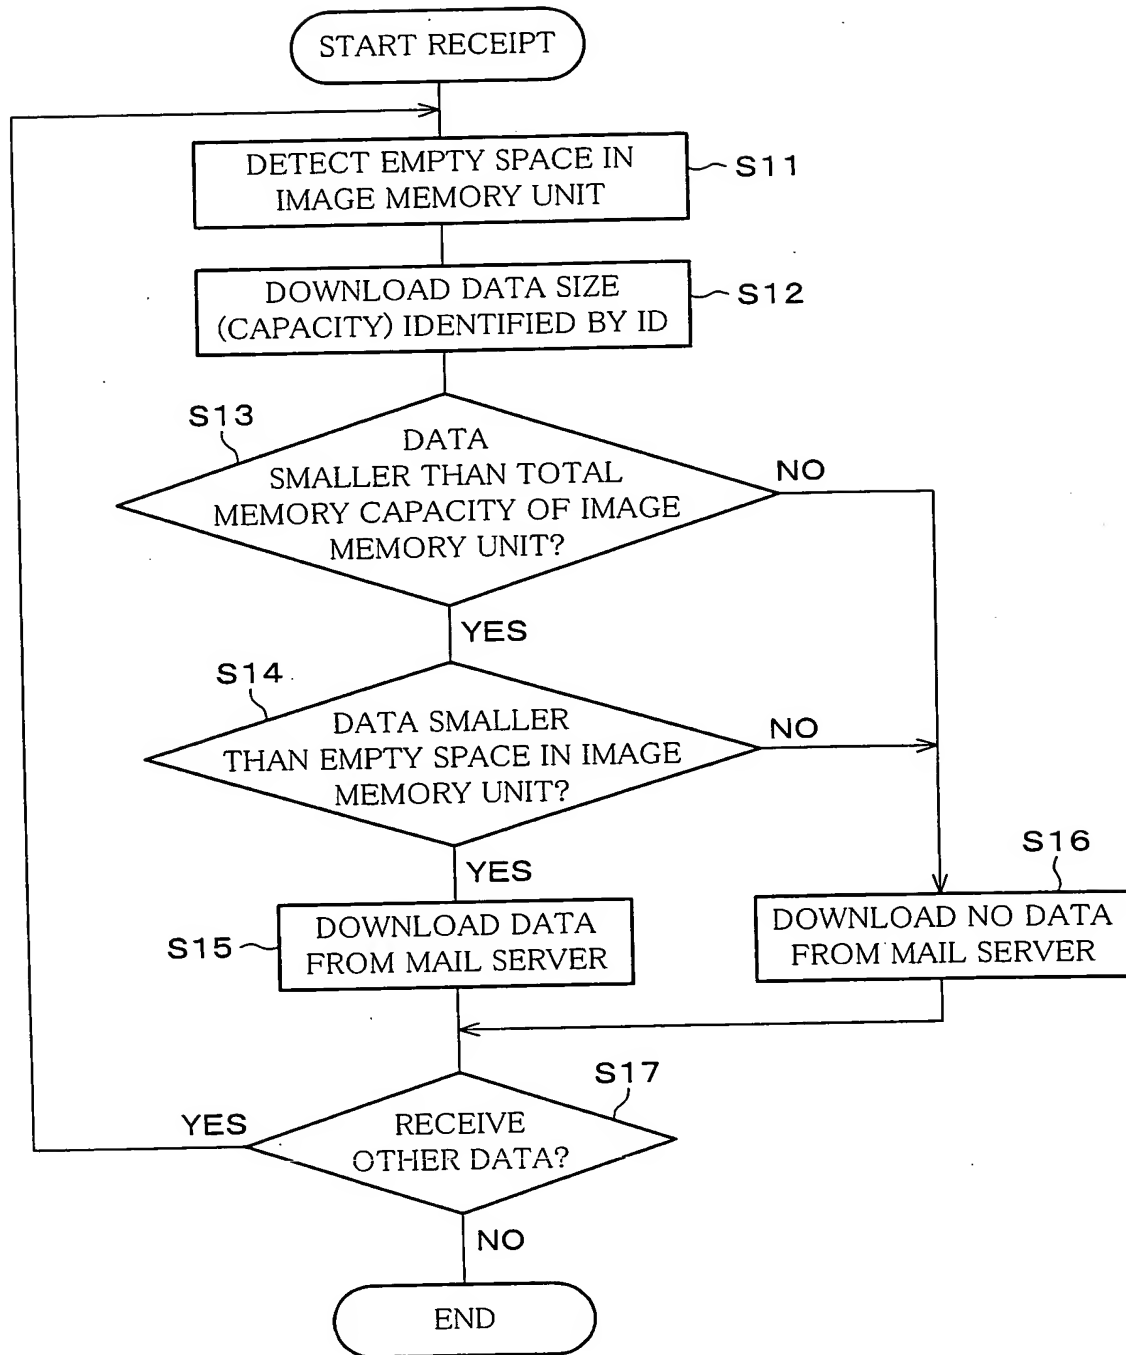 START RECEIPT
DETECT EMPTY SPACE IN
IMAGE MEMORY UNIT
S11
DOWNLOAD DATA SIZE
(CAPACITY) IDENTIFIED BY ID
S12
S13
DATA
SMALLER THAN TOTAL
MEMORY CAPACITY OF IMAGE
MEMORY UNIT?
NO
YES
S14
DATA SMALLER
THAN EMPTY SPACE IN IMAGE
MEMORY UNIT?
NO
YES
S15
DOWNLOAD DATA
FROM MAIL SERVER
S16
DOWNLOAD NO DATA
FROM MAIL SERVER
S17
YES
RECEIVE
OTHER DATA?
NO
END